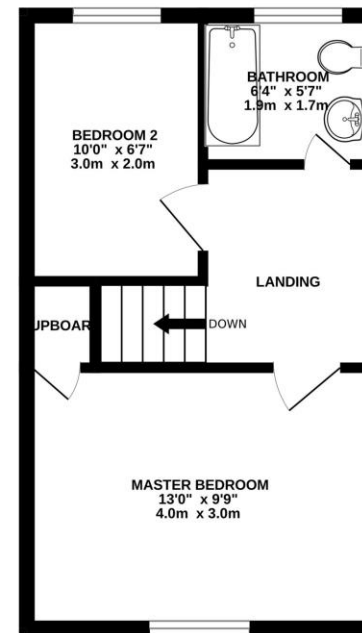 BATHROOM
6'4" x 5'7"
1.9m x 1.7m
BEDROOM 2
10'0" x 6'7"
3.0m x 2.0m
LANDING
UPBOAR
DOWN
MASTER BEDROOM
13'0" x 9'9"
4.0m x 3.0m